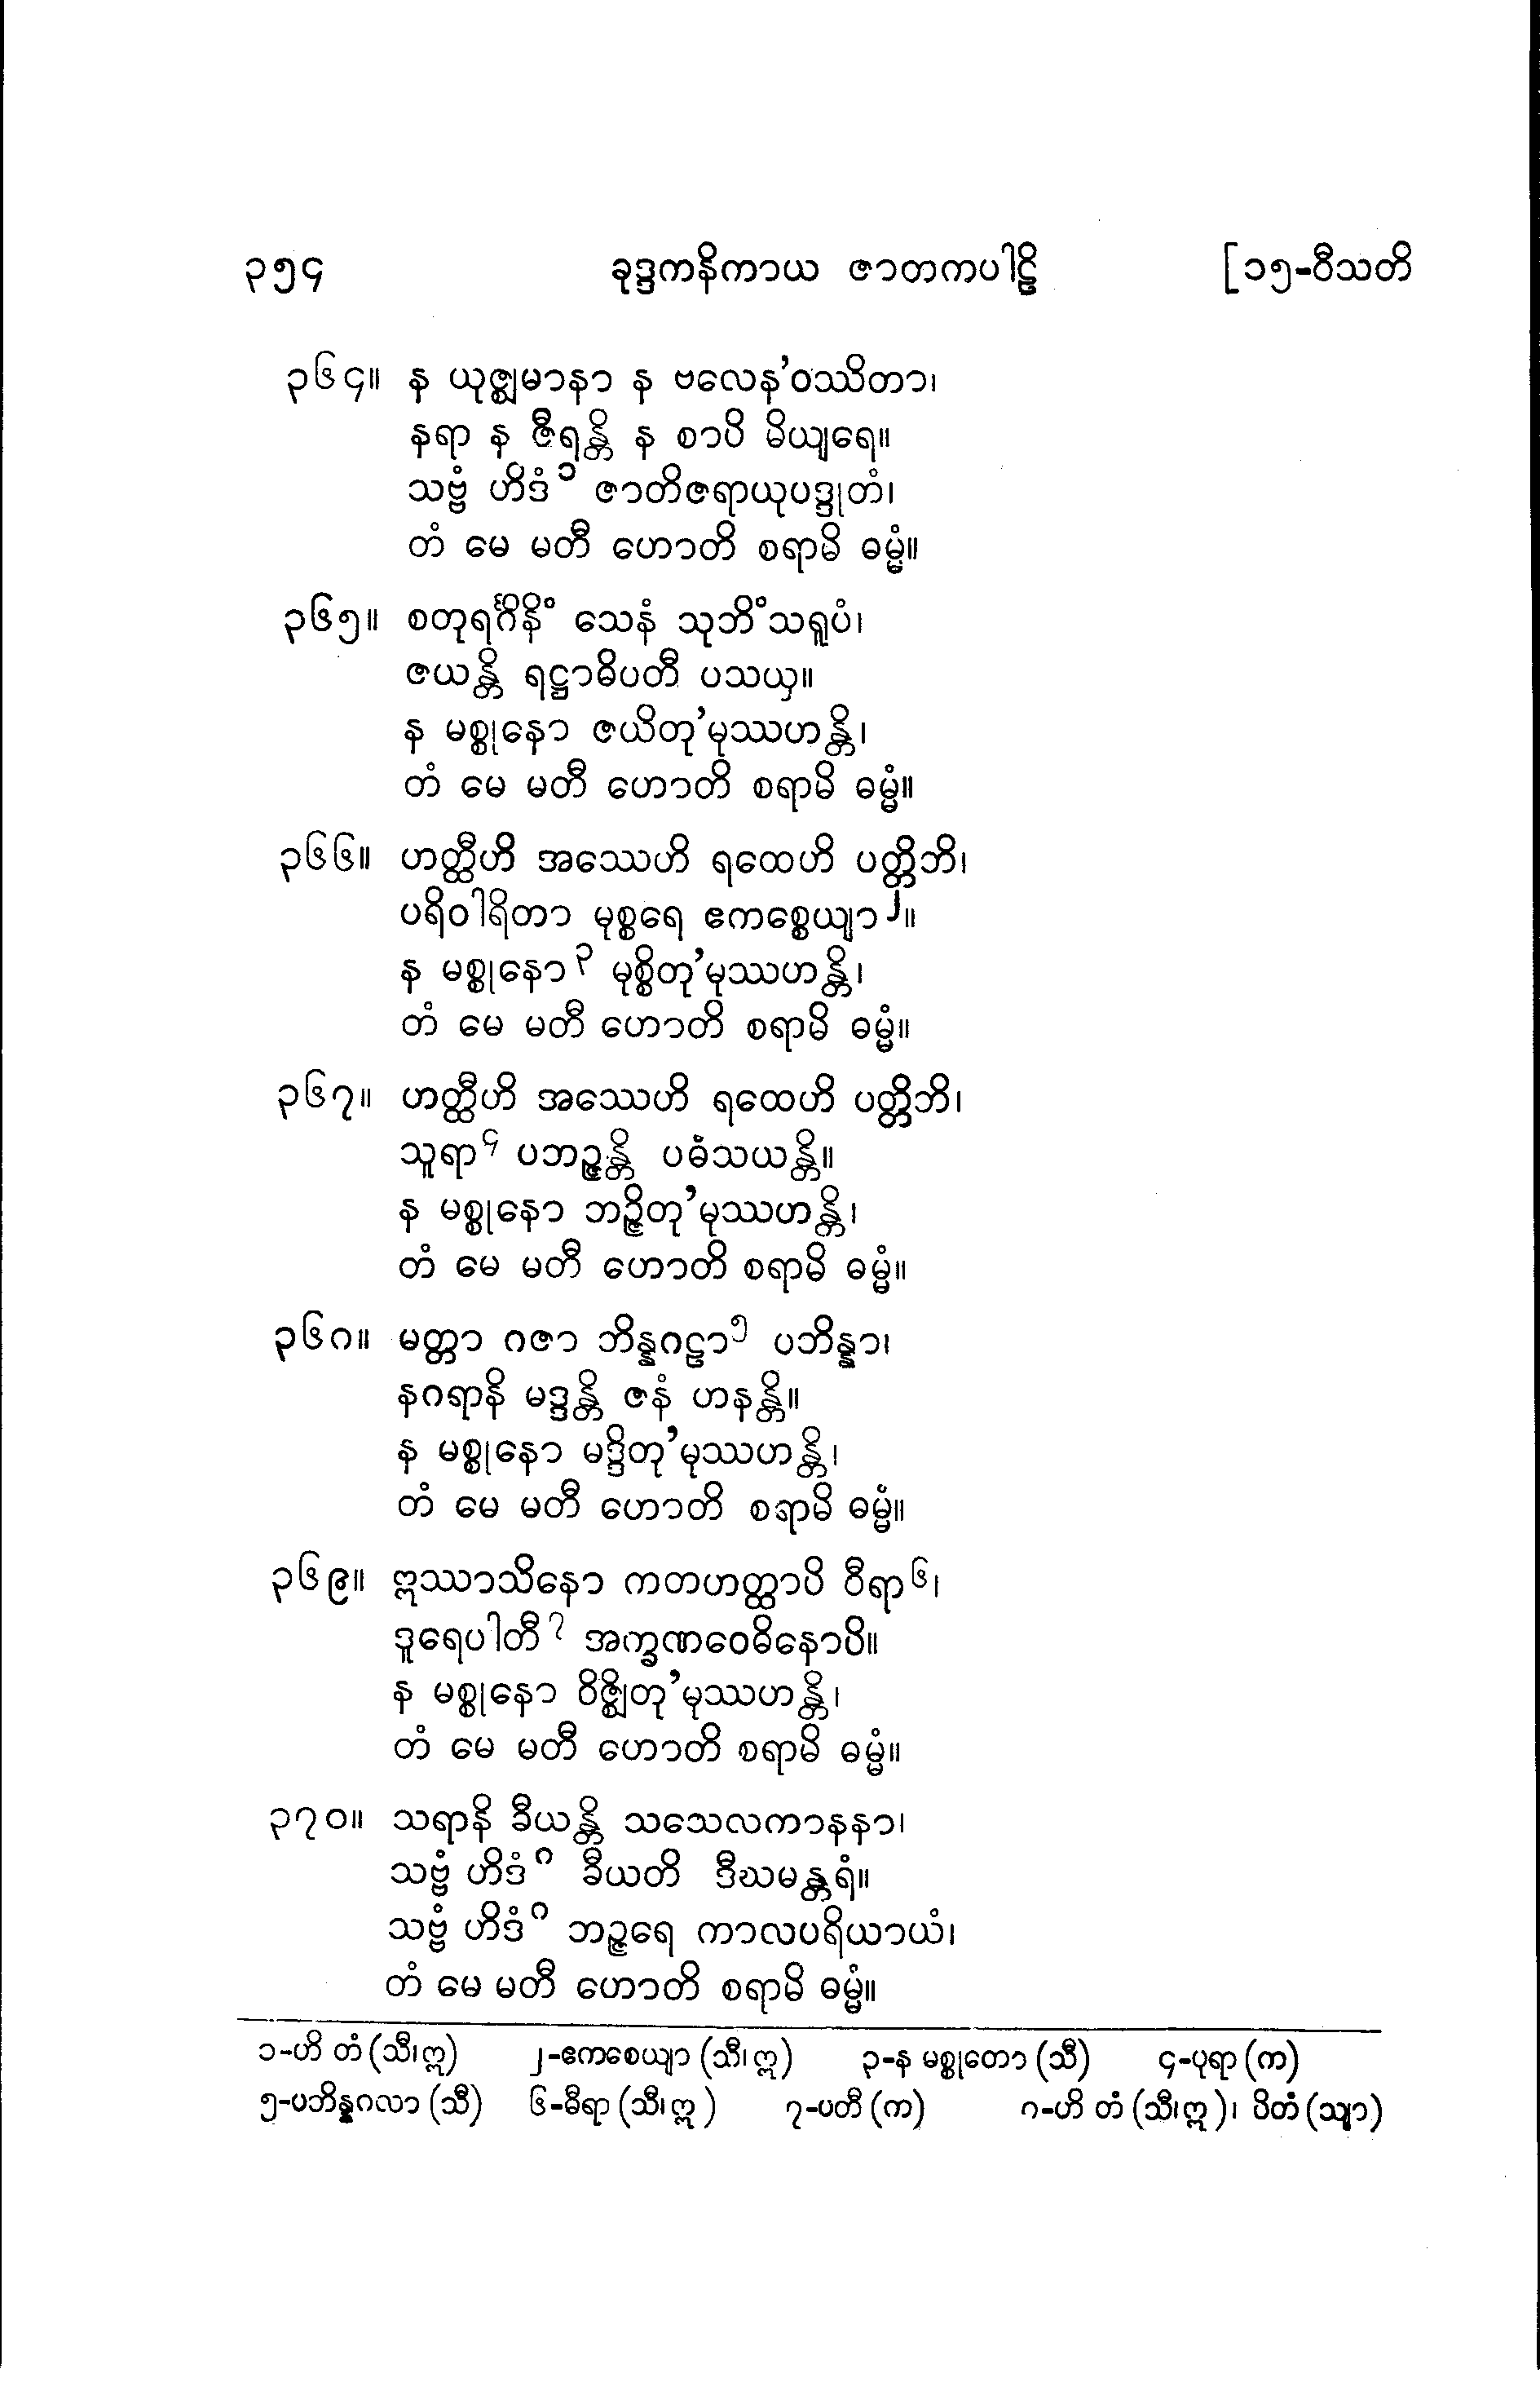 ၃၅၄ ခုဒ္ဒကနိကာယ ဇာတကပါဠိ [၁၅-ဝီသတိ
၃၆၄။ န ယုဇ္ဈမာနာ န ဗလေန’ဝဿိတာ၊
နရာ န ဇီရန္တိ န စာပိ မိယျရေ။
သဗ္ဗံ ဟိဒံ ၁ ဇာတိဇရာယုပဒ္ဒုတံ၊
တံ မေ မတီ ဟောတိ စရာမိ ဓမ္မံ။
၃၆၅။ စတုရင်္ဂိနိံ သေနံ သုဘိံသရူပံ၊
ဇယန္တိ ရဋ္ဌာဓိပတီ ပသယှ။
န မစ္စုနော ဇယိတု’မုဿဟန္တိ၊
တံ မေ မတီ ဟောတိ စရာမိ ဓမ္မံ။
၃၆၆။ ဟတ္ထီဟိ အဿေဟိ ရထေဟိ ပတ္တိဘိ၊
ပရိဝါရိတာ မုစ္စရေ ဧကစ္စေယျာ ၂။
န မစ္စုနော ၃ မုစ္စိတု’မုဿဟန္တိ၊
တံ မေ မတီ ဟောတိ စရာမိ ဓမ္မံ။
၃၆၇။ ဟတ္ထီဟိ အဿေဟိ ရထေဟိ ပတ္တိဘိ၊
သူရာ ၄ ပဘဉ္ဇန္တိ ပဓံသယန္တိ။
န မစ္စုနော ဘဉ္ဇိတု’မုဿဟန္တိ၊
တံ မေ မတီ ဟောတိ စရာမိ ဓမ္မံ။
၃၆၈။ မတ္တာ ဂဇာ ဘိန္နဂဠာ ၅ ပဘိန္နာ၊
နဂရာနိ မဒ္ဒန္တိ ဇနံ ဟနန္တိ။
န မစ္စုနော မဒ္ဒိတု’မုဿဟန္တိ၊
တံ မေ မတီ ဟောတိ စရာမိ ဓမ္မံ။
၃၆၉။ ဣဿာသိနော ကတဟတ္ထာပိ ဝီရာ ၆၊
ဒူရေပါတီ ၇ အက္ခဏဝေဓိနောပိ။
န မစ္စုနော ဝိဇ္ဈိတု’မုဿဟန္တိ၊
တံ မေ မတီ ဟောတိ စရာမိ ဓမ္မံ။
၃၇၀။ သရာနိ ခီယန္တိ သသေလကာနနာ၊
သဗ္ဗံ ဟိဒံ ၈ ခီယတိ ဒီဃမန္တရံ။
သဗ္ဗံ ဟိဒံ ၈ ဘဉ္ဇရေ ကာလပရိယာယံ၊
တံ မေ မတီ ဟောတိ စရာမိ ဓမ္မံ။
၁-ဟိ တံ (သီ၊ဣ) ၂-ဧကစေယျာ (သီ၊ဣ) ၃-န မစ္စုတော (သီ) ၄-ပုရာ (က)
၅-ပဘိန္နဂလာ (သီ) ၆-ဓီရာ (သီ၊ဣ) ၇-ပတီ (က) ၈-ဟိ တံ (သီ၊ဣ)၊ ပိတံ (သျာ)